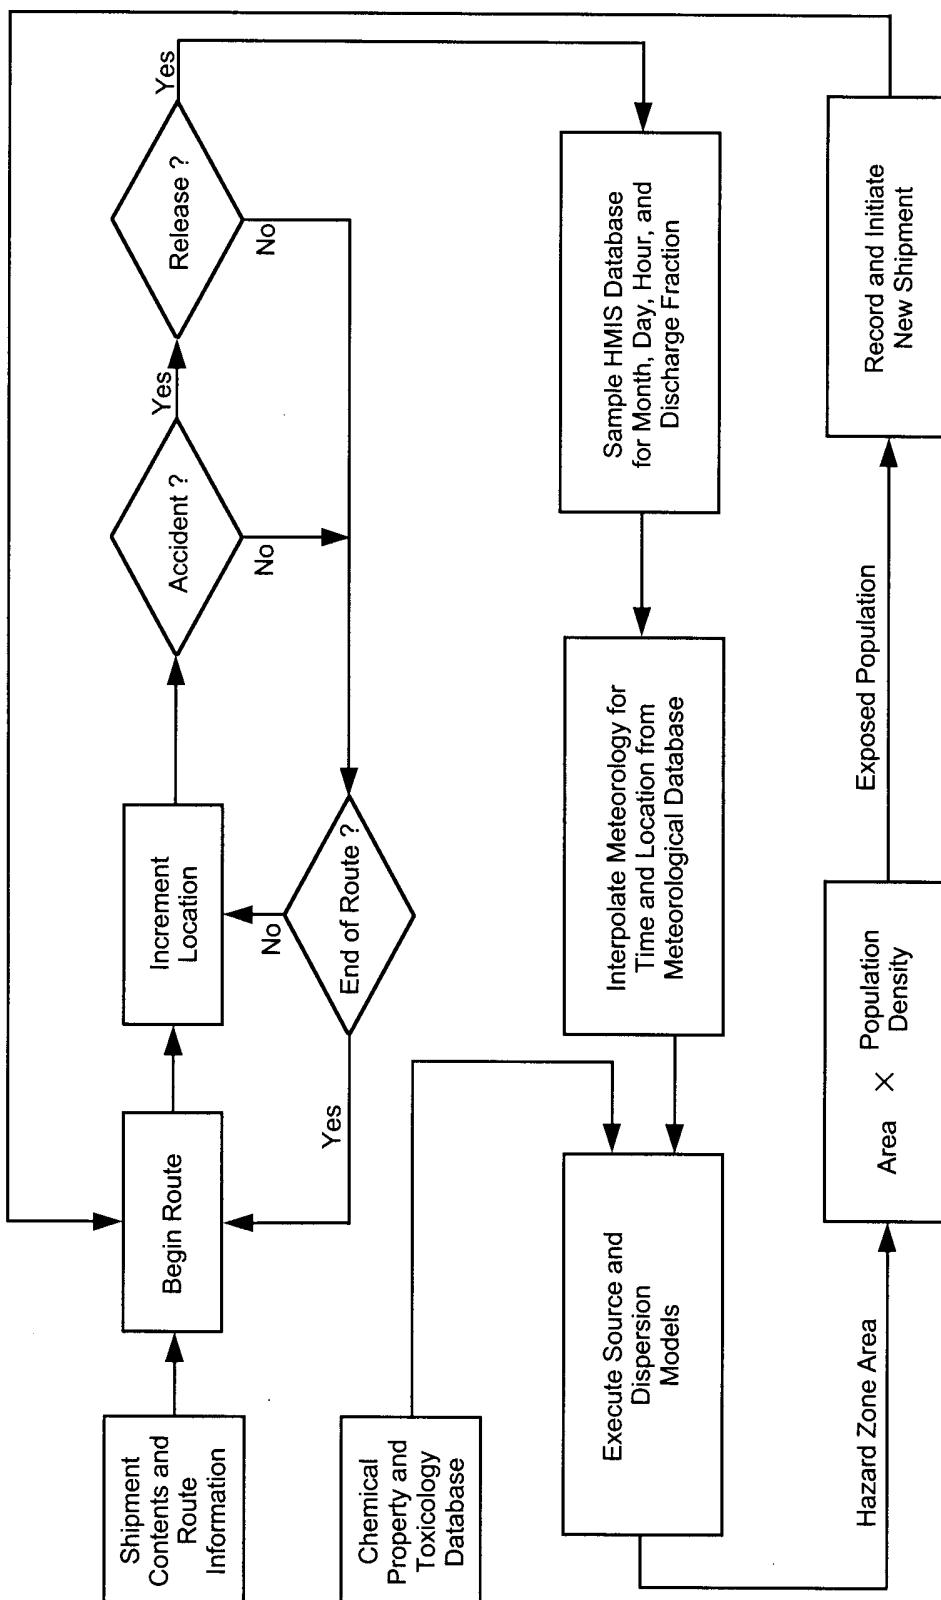 Shipment
Contents and
Route
Information
Begin Route
Increment
Location
Accident ?
Yes
No
Release ?
Yes
No
End of Route ?
No
Yes
Chemical
Property and
Toxicology
Database
Execute Source and
Dispersion
Models
Interpolate Meteorology for
Time and Location from
Meteorological Database
Sample HMIS Database
for Month, Day, Hour, and
Discharge Fraction
Hazard Zone Area
Area × Population
Density
Exposed Population
Record and Initiate
New Shipment